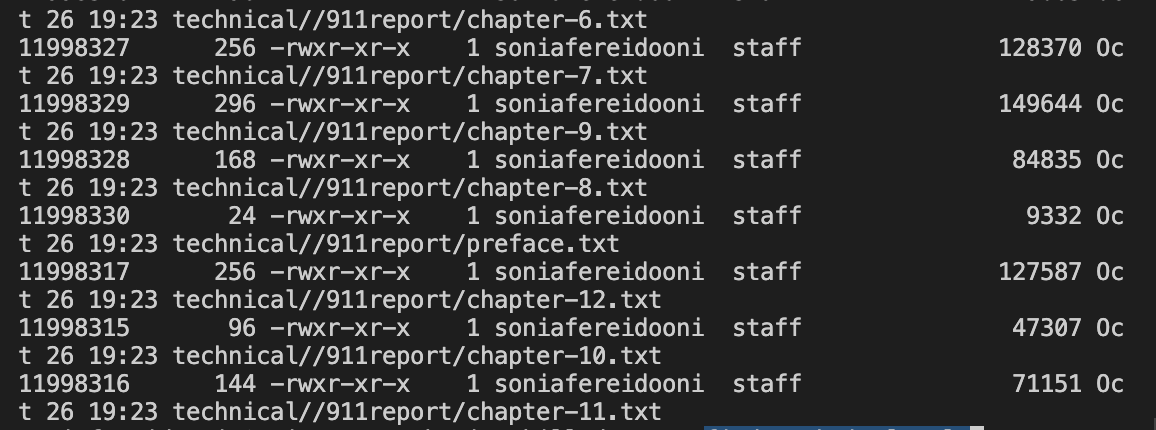 t 26 19:23 technical//911report/chapter-6.txt
11998327      256 -rwxr-xr-x    1 soniafereidooni  staff              128370 Oc
t 26 19:23 technical//911report/chapter-7.txt
11998329      296 -rwxr-xr-x    1 soniafereidooni  staff              149644 Oc
t 26 19:23 technical//911report/chapter-9.txt
11998328      168 -rwxr-xr-x    1 soniafereidooni  staff               84835 Oc
t 26 19:23 technical//911report/chapter-8.txt
11998330       24 -rwxr-xr-x    1 soniafereidooni  staff                9332 Oc
t 26 19:23 technical//911report/preface.txt
11998317      256 -rwxr-xr-x    1 soniafereidooni  staff              127587 Oc
t 26 19:23 technical//911report/chapter-12.txt
11998315       96 -rwxr-xr-x    1 soniafereidooni  staff               47307 Oc
t 26 19:23 technical//911report/chapter-10.txt
11998316      144 -rwxr-xr-x    1 soniafereidooni  staff               71151 Oc
t 26 19:23 technical//911report/chapter-11.txt